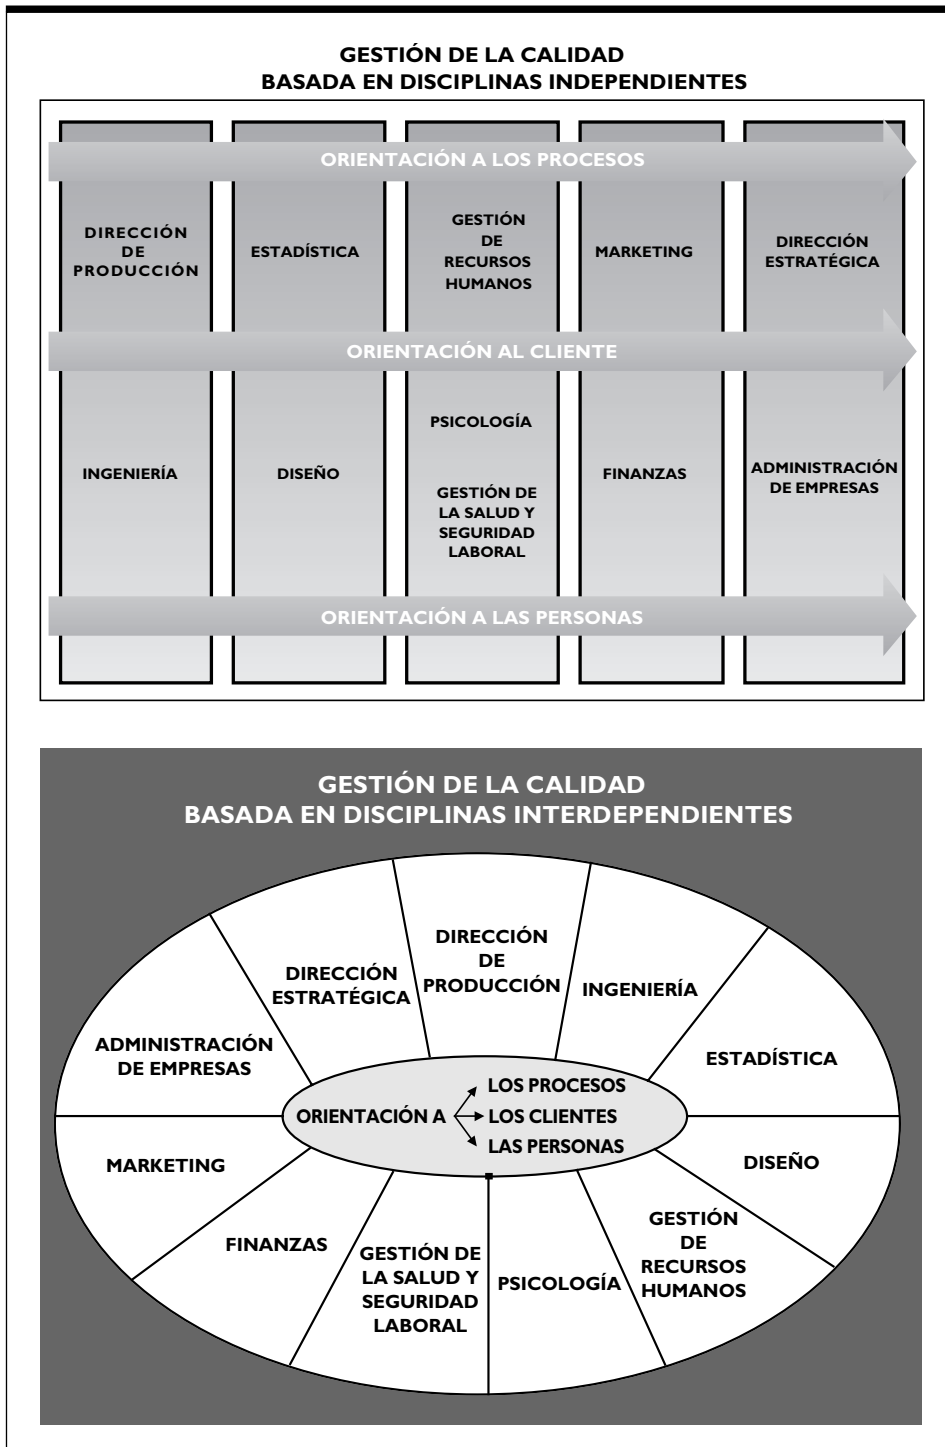 GESTIÓN DE LA CALIDAD
BASADA EN DISCIPLINAS INDEPENDIENTES
ORIENTACIÓN A LOS PROCESOS
DIRECCIÓN
DE
PRODUCCIÓN
ESTADÍSTICA
GESTIÓN
DE
RECURSOS
HUMANOS
MARKETING
DIRECCIÓN
ESTRATÉGICA
ORIENTACIÓN AL CLIENTE
INGENIERÍA
DISEÑO
PSICOLOGÍA
GESTIÓN DE
LA SALUD Y
SEGURIDAD
LABORAL
FINANZAS
ADMINISTRACIÓN
DE EMPRESAS
ORIENTACIÓN A LAS PERSONAS
GESTIÓN DE LA CALIDAD
BASADA EN DISCIPLINAS INTERDEPENDIENTES
DIRECCIÓN
DE
PRODUCCIÓN
DIRECCIÓN
ESTRATÉGICA
INGENIERÍA
ADMINISTRACIÓN
DE EMPRESAS
ESTADÍSTICA
ORIENTACIÓN A
LOS PROCESOS
LOS CLIENTES
LAS PERSONAS
MARKETING
DISEÑO
FINANZAS
GESTIÓN DE
LA SALUD Y
SEGURIDAD
LABORAL
PSICOLOGÍA
GESTIÓN
DE
RECURSOS
HUMANOS